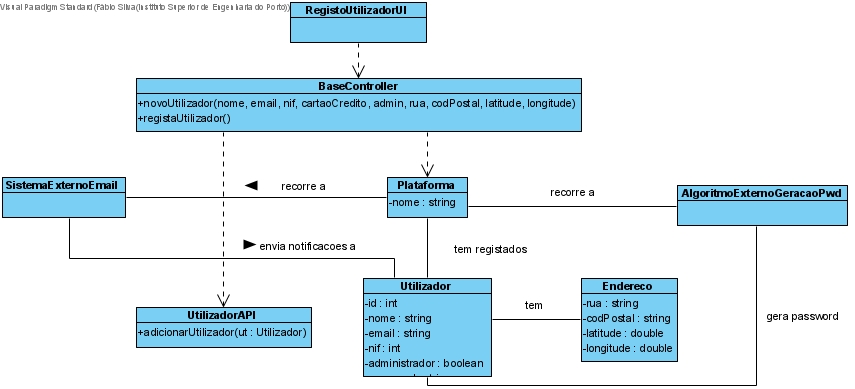 Visual Paradigm Standard (Fábio Silva(Instituto Superior de Engenharia do Porto))
RegistoUtilizadorUI
BaseController
+novoUtilizador(nome, email, nif, cartaoCredito, admin, rua, codPostal, latitude, longitude)
+registaUtilizador()
SistemaExternoEmail
recorre a
Plataforma
-nome : string
recorre a
AlgoritmoExternoGeracaoPwd
envia notificacoes a
tem registados
Utilizador
-id : int
-nome : string
-email : string
-nif : int
-administrador : boolean
tem
Endereco
-rua : string
-codPostal : string
-latitude : double
-longitude : double
UtilizadorAPI
+adicionarUtilizador(ut : Utilizador)
gera password